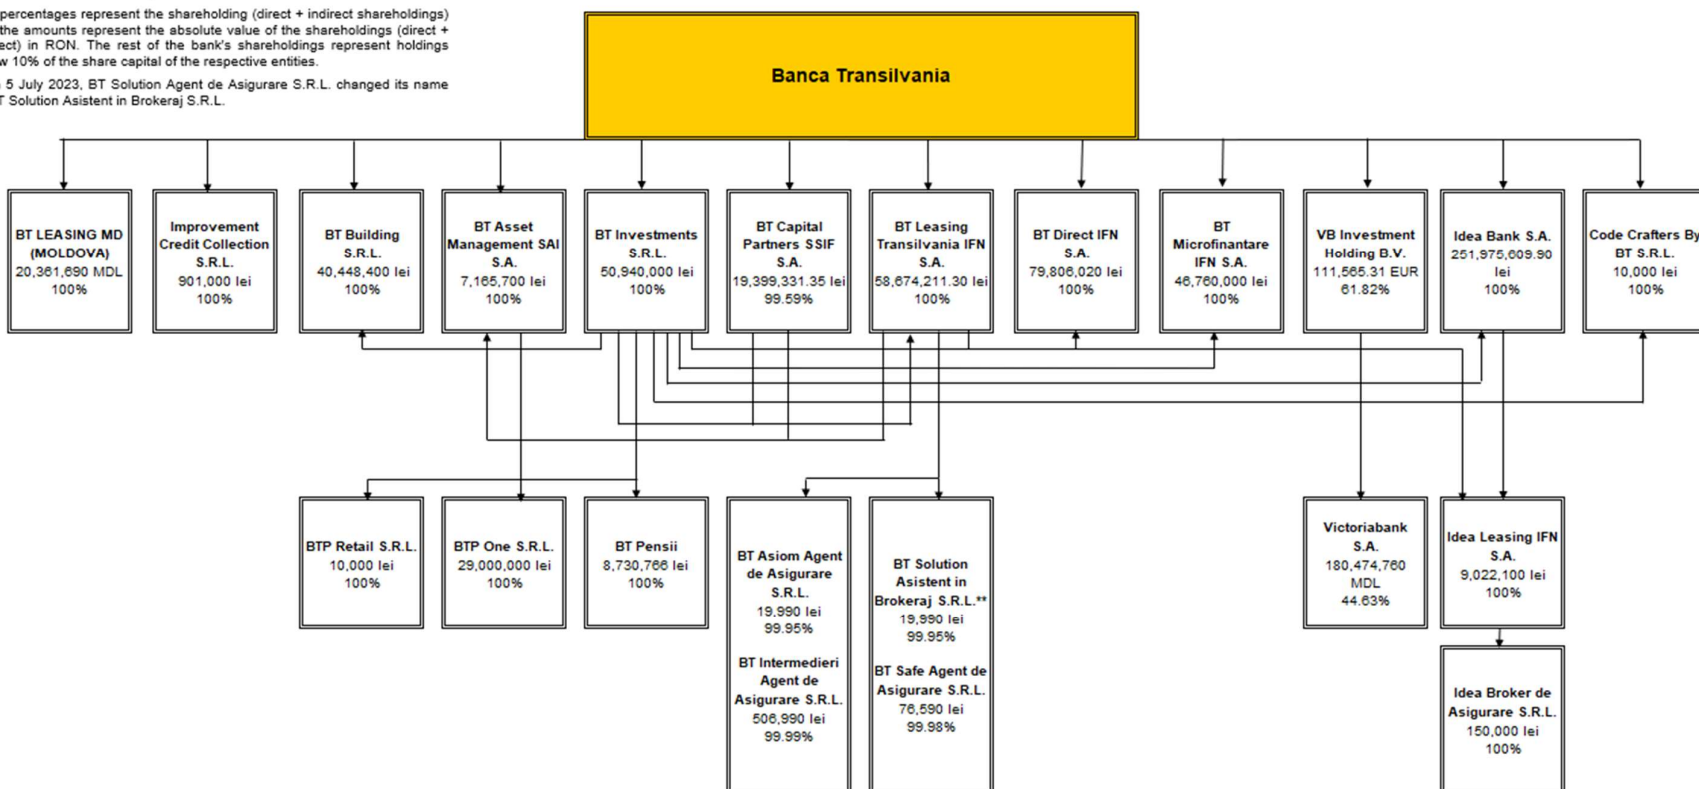 percentages represent the shareholding (direct + indirect shareholdings)
the amounts represent the absolute value of the shareholdings (direct +
in RON. The rest of the bank's shareholdings represent holdings
10% of the share capital of the respective entities.
5 July 2023, BT Solution Agent de Asigurare S.R.L. changed its name
Solution Asistent in Brokeraj S.R.L.
Banca Transilvania
BT LEASING MD
(MOLDOVA)
20,361,690 MDL
100%
Improvement
Credit Collection
S.R.L.
901,000 lei
100%
BT Building
S.R.L.
40,448,400 lei
100%
BT Asset
Management SAI
S.A.
7,165,700 lei
100%
BT Investments
S.R.L.
50,940,000 lei
100%
BT Capital
Partners SSIF
S.A.
19,399,331.35 lei
99.59%
BT Leasing
Transilvania IFN
S.A.
58,674,211.30 lei
100%
BT Direct IFN
S.A.
79,806,020 lei
100%
BT
Microfinantare
IFN S.A.
46,760,000 lei
100%
VB Investment
Holding B.V.
111,565.31 EUR
61.82%
Idea Bank S.A.
251,975,609.90
lei
100%
Code Crafters By
BT S.R.L.
10,000 lei
100%
BTP Retail S.R.L.
10,000 lei
100%
BTP One S.R.L.
29,000,000 lei
100%
BT Pensii
8,730,766 lei
100%
BT Asiom Agent
de Asigurare
S.R.L.
19,990 lei
99.95%
BT Intermedieri
Agent de
Asigurare S.R.L.
506,990 lei
99.99%
BT Solution
Asistent in
Brokeraj S.R.L.**
19,990 lei
99.95%
BT Safe Agent de
Asigurare S.R.L.
76,590 lei
99.98%
Victoriabank
S.A.
180,474,760
MDL
44.63%
Idea Leasing IFN
S.A.
9,022,100 lei
100%
Idea Broker de
Asigurare S.R.L.
150,000 lei
100%